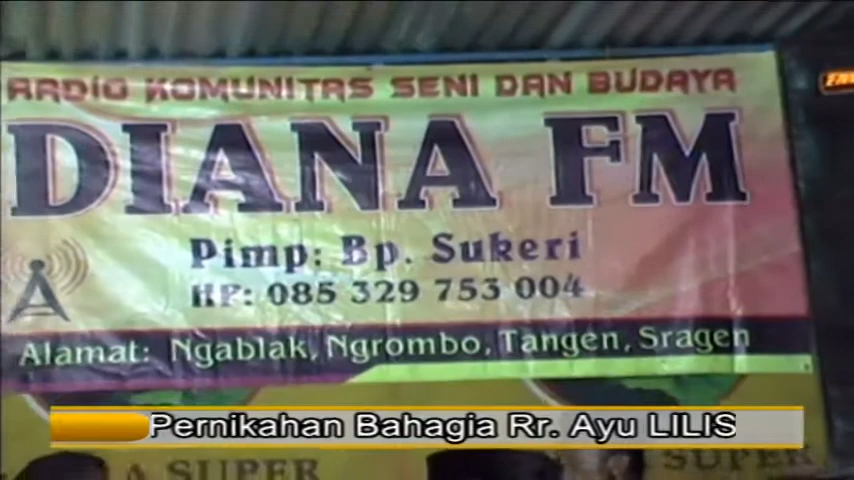 RADIO KOMUNITAS SENI DAN BUDAYA
DIANA FM
Pimp: Bp. Sukeri
HP: 085 329 753 004
Alamat: Ngablak, Ngrombo, Tangen, Sragen
Pernikahan Bahagia Rr. Ayu LILIS
SUPER
SUPER